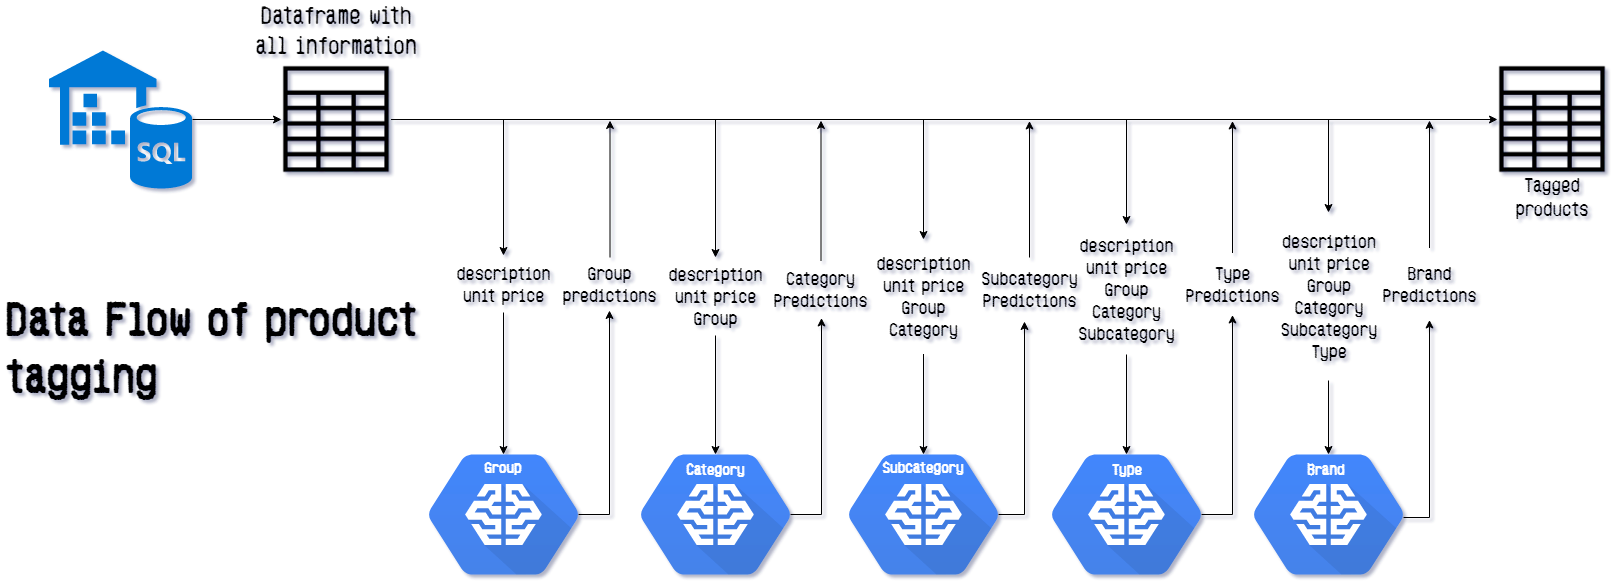 Dataframe with
all information
SQL
Tagged
products
Data Flow of product
tagging
description
unit price
Group
predictions
description
unit price
Group
Category
Predictions
description
unit price
Group
Category
Subcategory
Predictions
description
unit price
Group
Category
Subcategory
Type
Predictions
description
unit price
Group
Category
Subcategory
Type
Brand
Predictions
Group
Category
Subcategory
Type
Brand